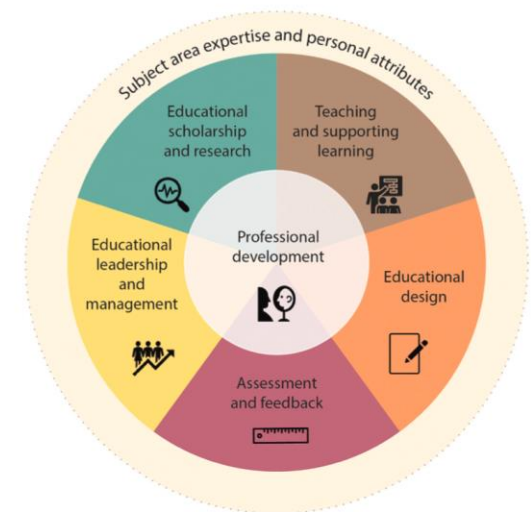 Subject area expertise and personal attributes
Educational
scholarship
and research
Teaching
and supporting
learning
Educational
leadership
and
management
Professional
development
Educational
design
Assessment
and feedback